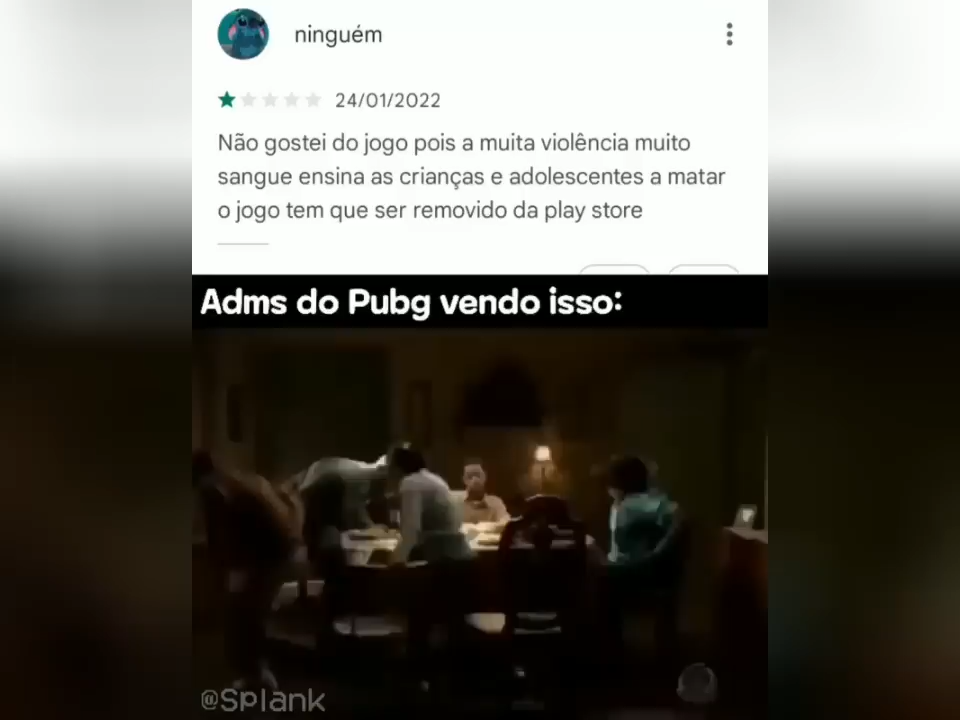 ninguém
24/01/2022
Não gostei do jogo pois a muita violência muito
sangue ensina as crianças e adolescentes a matar
o jogo tem que ser removido da play store
Adms do Pubg vendo isso:
@Splank